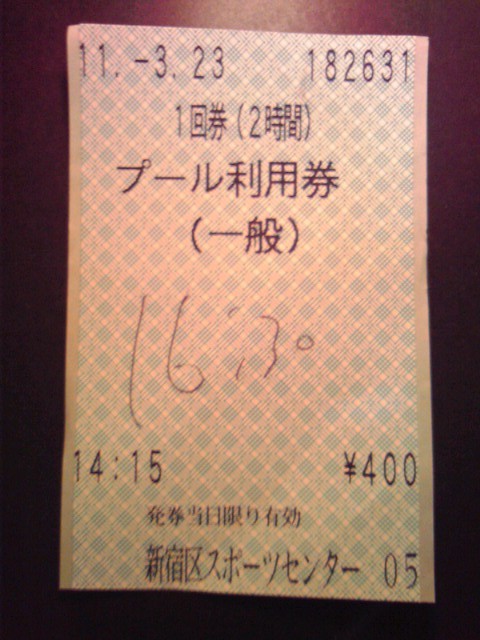 11.-3.23 182631
1回券(2時間)
プール利用券
(一般)
16:30
14:15 ¥400
発券当日限り有効
新宿区スポーツセンター 05